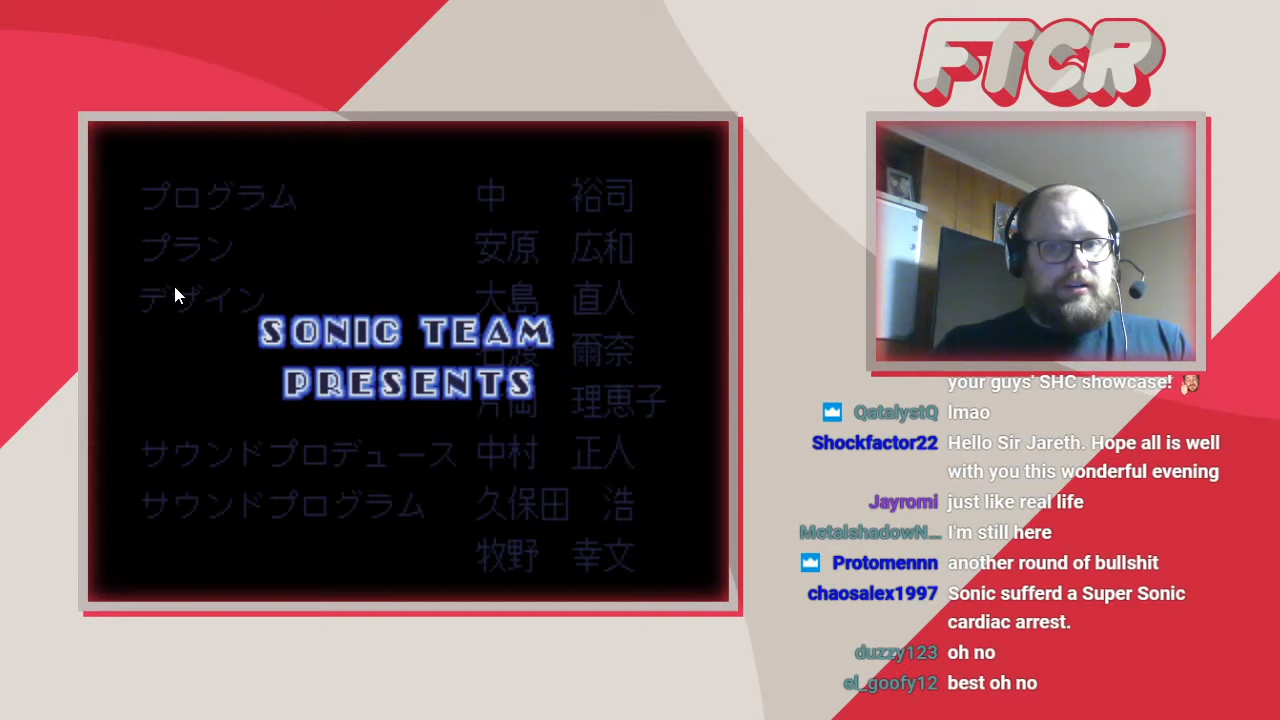 FTCR
プログラム 中 裕司
プラン 安原 広和
デザイン 大島 直人
SONIC TEAM
石渡 爾奈
PRESENTS
片岡 理恵子
サウンドプロデュース 中村 正人
サウンドプログラム 久保田 浩
牧野 幸文
your guys' SHC showcase!
QatalystQ lmao
Shockfactor22 Hello Sir Jareth. Hope all is well
with you this wonderful evening
Jayromi just like real life
MetalshadowN... I'm still here
Protomennn another round of bullshit
chaosalex1997 Sonic sufferd a Super Sonic
cardiac arrest.
duzzy123 oh no
el_goofy12 best oh no